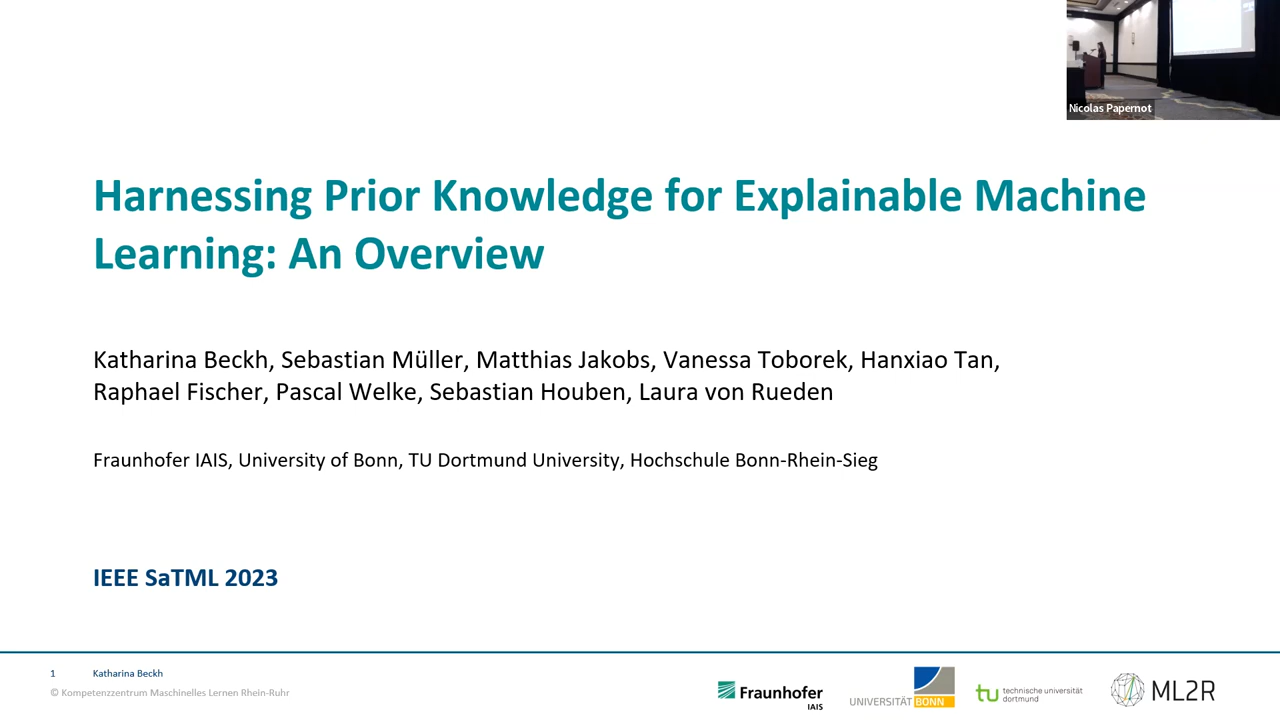 Nicolas Papernot
Harnessing Prior Knowledge for Explainable Machine
Learning: An Overview
Katharina Beckh, Sebastian Müller, Matthias Jakobs, Vanessa Toborek, Hanxiao Tan,
Raphael Fischer, Pascal Welke, Sebastian Houben, Laura von Rueden
Fraunhofer IAIS, University of Bonn, TU Dortmund University, Hochschule Bonn-Rhein-Sieg
IEEE SaTML 2023
1 Katharina Beckh
© Kompetenzzentrum Maschinelles Lernen Rhein-Ruhr
Fraunhofer
IAIS
UNIVERSITÄT BONN
tu technische universität
dortmund
ML2R